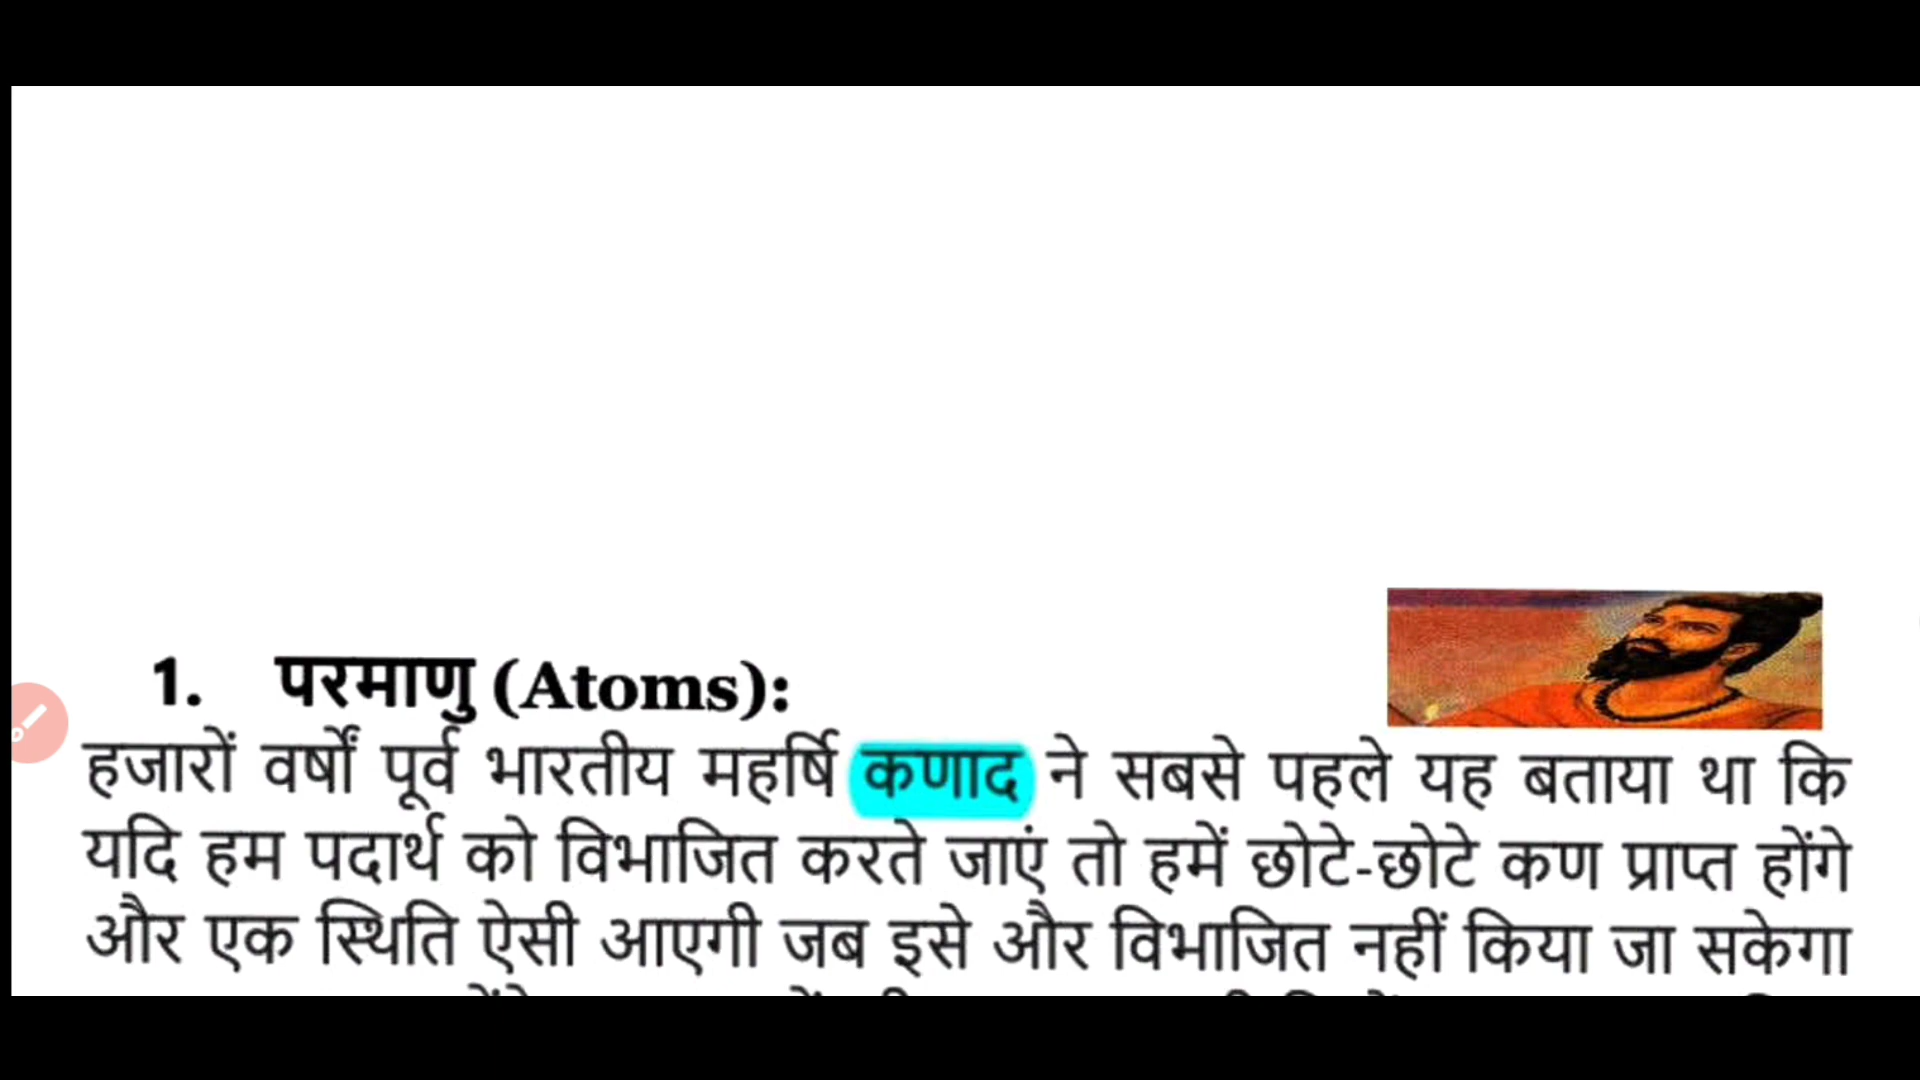 1. परमाणु (Atoms):
हजारों वर्षों पूर्व भारतीय महर्षि कणाद ने सबसे पहले यह बताया था कि
यदि हम पदार्थ को विभाजित करते जाएं तो हमें छोटे-छोटे कण प्राप्त होंगे
और एक स्थिति ऐसी आएगी जब इसे और विभाजित नहीं किया जा सकेगा